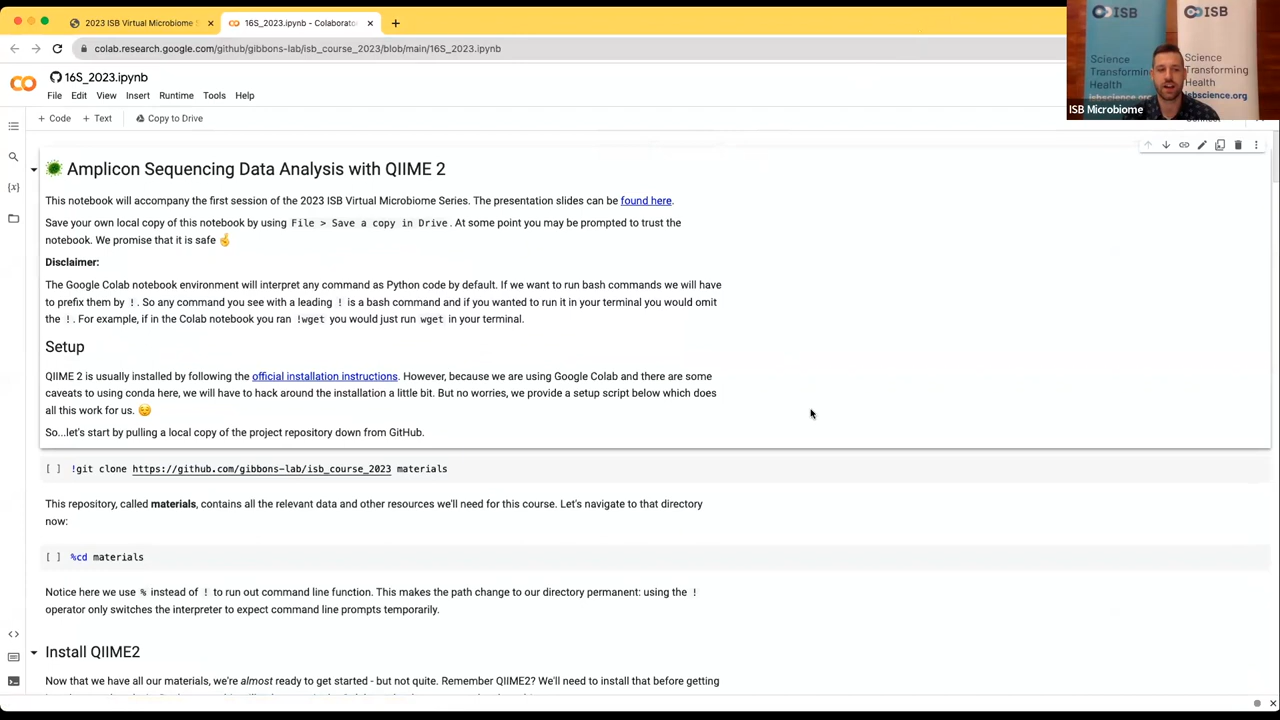 2023 ISB Virtual Microbiome S
16S_2023.ipynb - Colaborato
colab.research.google.com/github/gibbons-lab/isb_course_2023/blob/main/16S_2023.ipynb
16S_2023.ipynb
File Edit View Insert Runtime Tools Help
+ Code + Text Copy to Drive
ISB ISB
Science Transforming Health
isbscience.org
Science Transforming Health
isbscience.org
ISB Microbiome
Amplicon Sequencing Data Analysis with QIIME 2
This notebook will accompany the first session of the 2023 ISB Virtual Microbiome Series. The presentation slides can be found here.
Save your own local copy of this notebook by using File > Save a copy in Drive. At some point you may be prompted to trust the
notebook. We promise that it is safe 🤞
Disclaimer:
The Google Colab notebook environment will interpret any command as Python code by default. If we want to run bash commands we will have
to prefix them by !. So any command you see with a leading ! is a bash command and if you wanted to run it in your terminal you would omit
the !. For example, if in the Colab notebook you ran !wget you would just run wget in your terminal.
Setup
QIIME 2 is usually installed by following the official installation instructions. However, because we are using Google Colab and there are some
caveats to using conda here, we will have to hack around the installation a little bit. But no worries, we provide a setup script below which does
all this work for us. 😌
So...let's start by pulling a local copy of the project repository down from GitHub.
[ ] !git clone https://github.com/gibbons-lab/isb_course_2023 materials
This repository, called materials, contains all the relevant data and other resources we'll need for this course. Let's navigate to that directory
now:
[ ] %cd materials
Notice here we use % instead of ! to run out command line function. This makes the path change to our directory permanent: using the !
operator only switches the interpreter to expect command line prompts temporarily.
Install QIIME2
Now that we have all our materials, we're almost ready to get started - but not quite. Remember QIIME2? We'll need to install that before getting